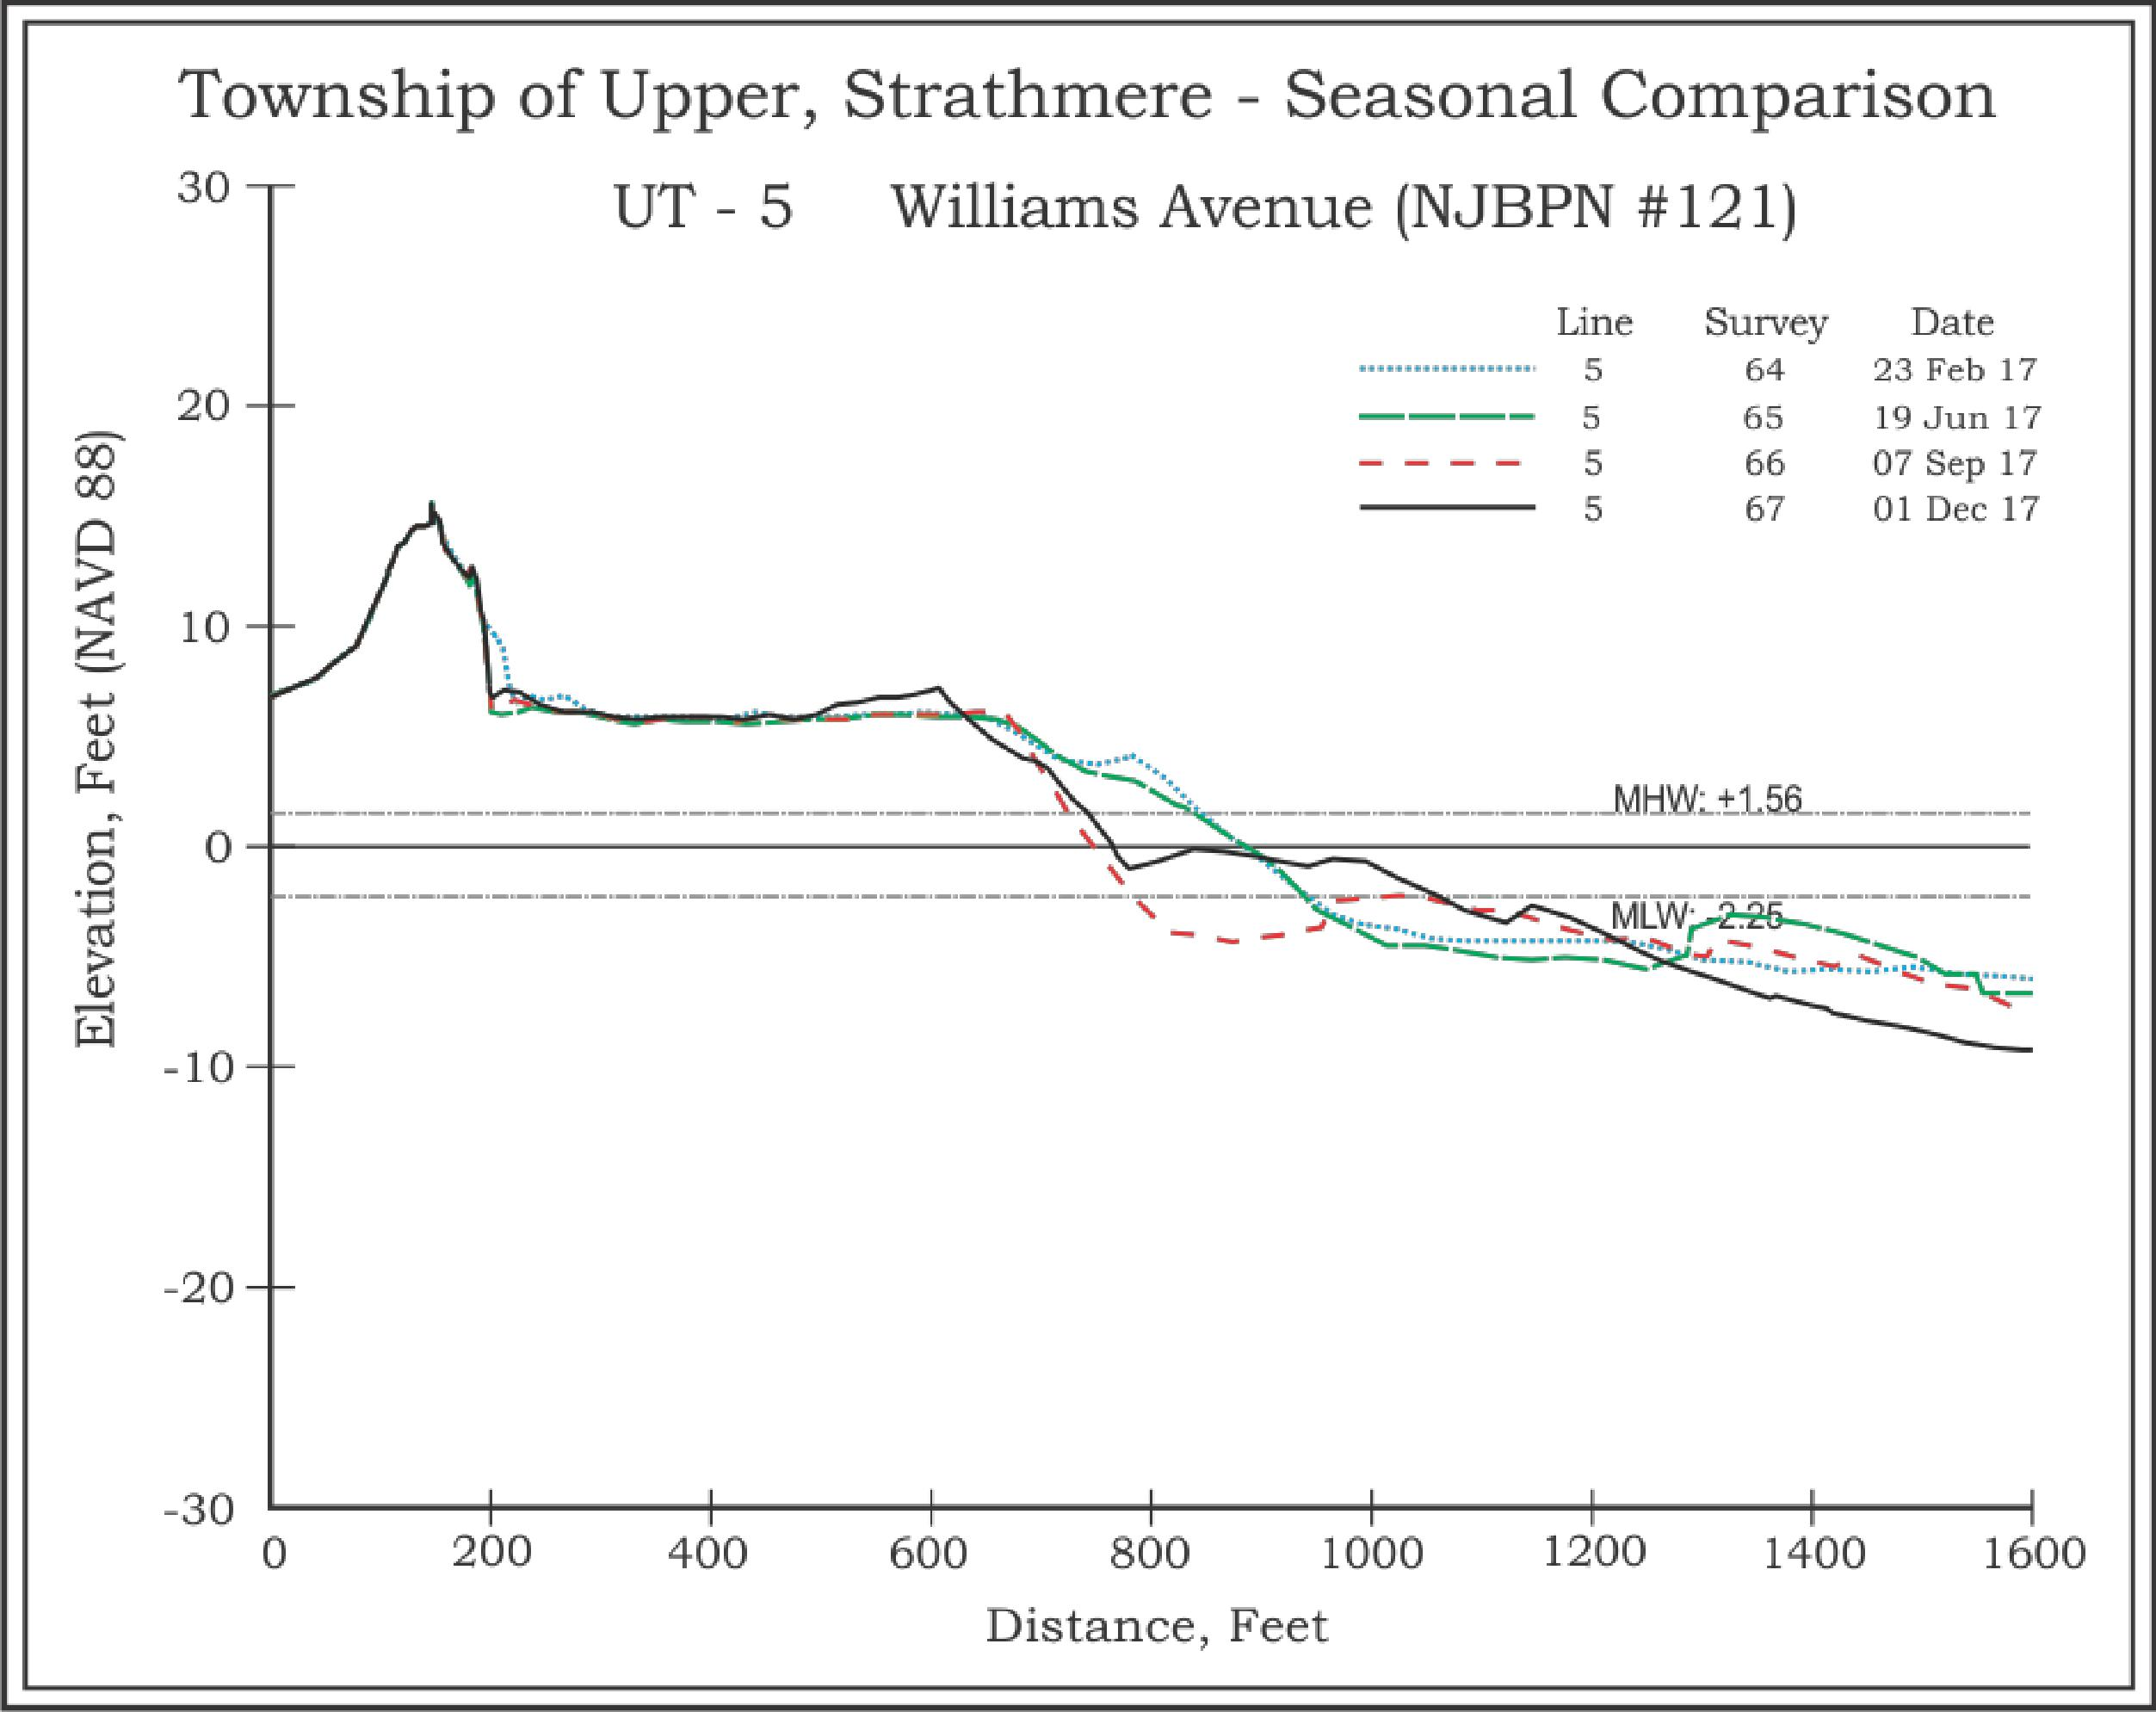 Township of Upper, Strathmere - Seasonal Comparison
UT - 5 Williams Avenue (NJBPN #121)
Line Survey Date
5 64 23 Feb 17
5 65 19 Jun 17
5 66 07 Sep 17
5 67 01 Dec 17
Elevation, Feet (NAVD 88)
30
20
10
0
-10
-20
-30
MHW: +1.56
MLW: -2.25
0 200 400 600 800 1000 1200 1400 1600
Distance, Feet